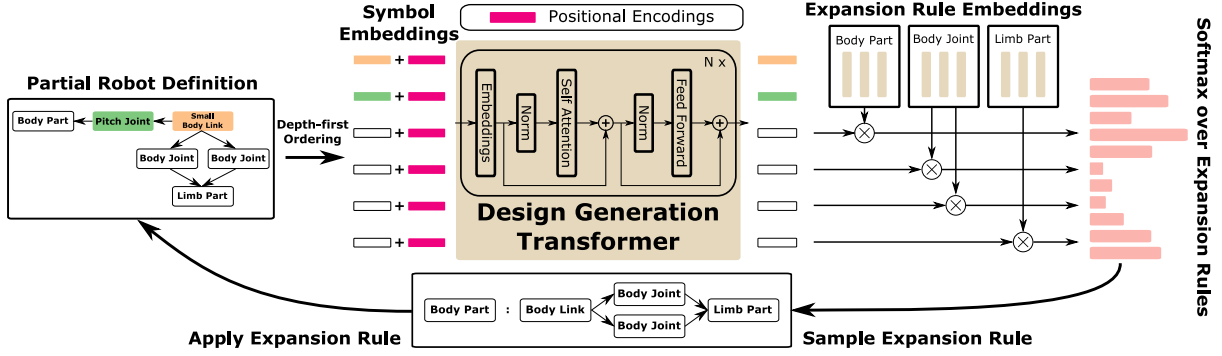 Symbol
Embeddings
Positional Encodings
Expansion Rule Embeddings
Body Part
Body Joint
Limb Part
Softmax over Expansion Rules
Partial Robot Definition
Body Part
Pitch Joint
Small
Body Link
Body Joint
Body Joint
Limb Part
Depth-first
Ordering
+
+
+
+
+
+
N x
Embeddings
Norm
Self Attention
+
Norm
Feed Forward
+
Design Generation
Transformer
×
×
×
×
Apply Expansion Rule
Body Part : Body Link
Body Joint
Body Joint
Limb Part
Sample Expansion Rule